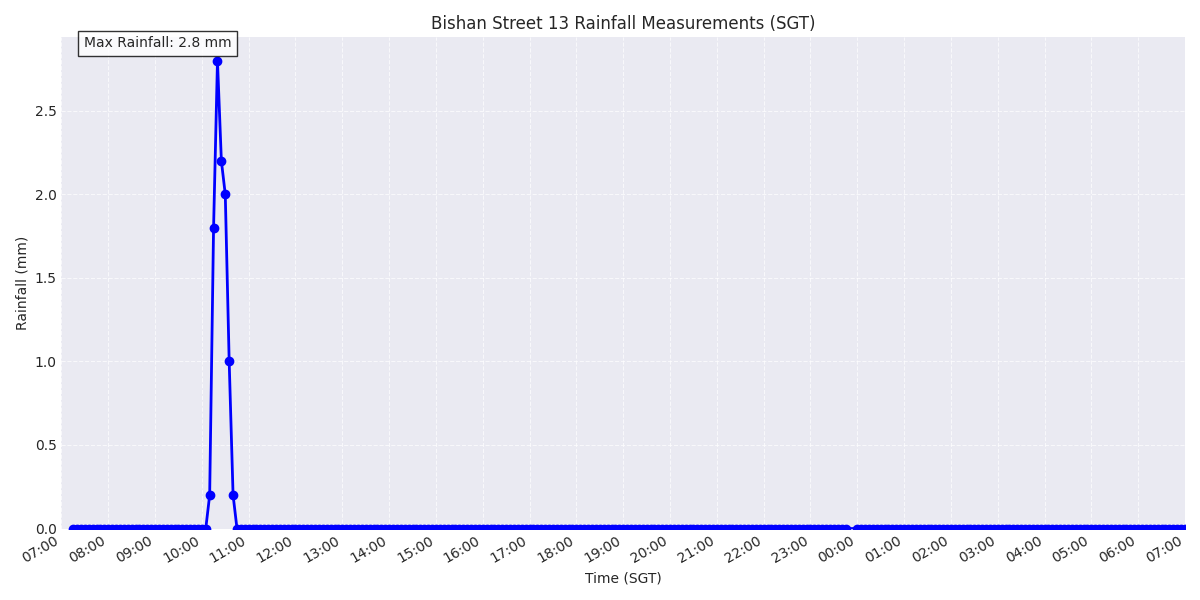 Bishan Street 13 Rainfall Measurements (SGT)
Max Rainfall: 2.8 mm
Rainfall (mm)
2.5
2.0
1.5
1.0
0.5
0.0
07:00 08:00 09:00 10:00 11:00 12:00 13:00 14:00 15:00 16:00 17:00 18:00 19:00 20:00 21:00 22:00 23:00 00:00 01:00 02:00 03:00 04:00 05:00 06:00 07:00
Time (SGT)